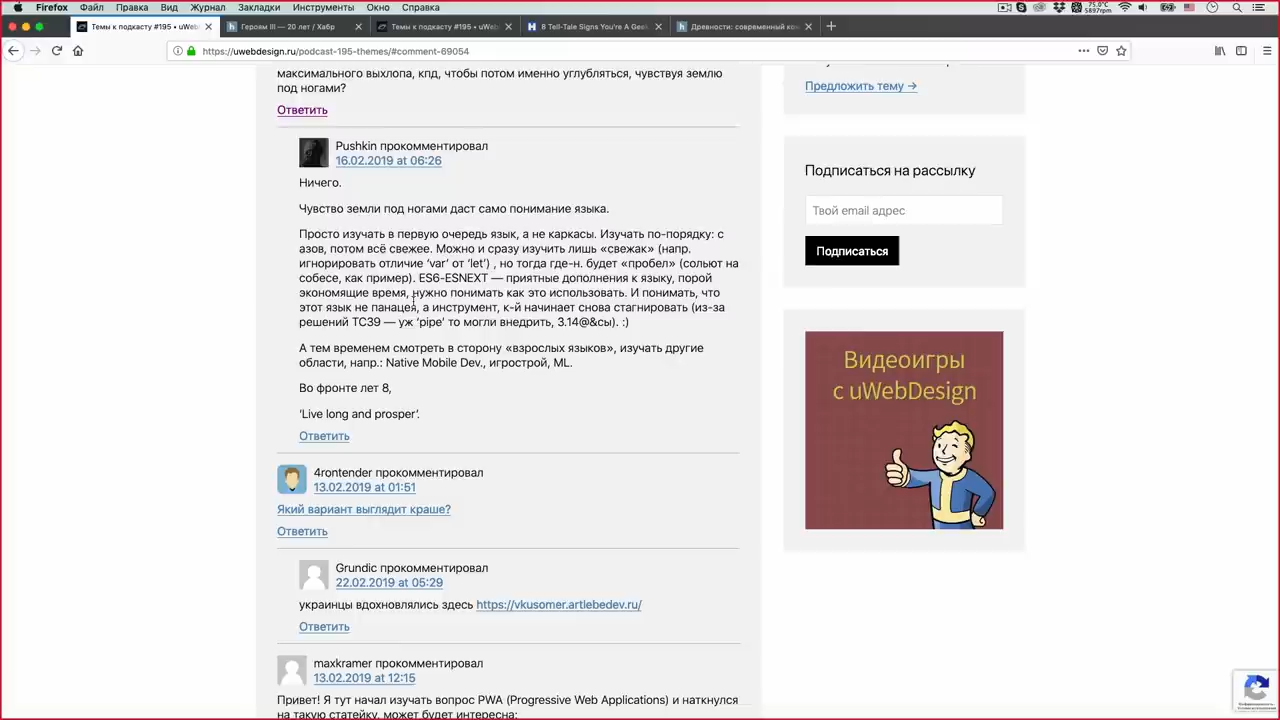 Firefox Файл Правка Вид Журнал Закладки Инструменты Окно Справка
75,0°C
5897rpm
Темы к подкасту #195 • uWeb
Героям III — 20 лет / Хабр
Темы к подкасту #195 • uWeb
8 Tell-Tale Signs You're A Geek
Древности: современный кон
https://uwebdesign.ru/podcast-195-themes/#comment-69054
максимального выхлопа, кпд, чтобы потом именно углубляться, чувствуя землю
под ногами?
Ответить
Pushkin прокомментировал
16.02.2019 at 06:26
Ничего.
Чувство земли под ногами даст само понимание языка.
Просто изучать в первую очередь язык, а не каркасы. Изучать по-порядку: с
азов, потом всё свежее. Можно и сразу изучить лишь «свежак» (напр.
игнорировать отличие ‘var’ от ‘let’) , но тогда где-н. будет «пробел» (сольют на
собесе, как пример). ES6-ESNEXT — приятные дополнения к языку, порой
экономящие время, нужно понимать как это использовать. И понимать, что
этот язык не панацея, а инструмент, к-й начинает снова стагнировать (из-за
решений TC39 — уж ‘pipe’ то могли внедрить, 3.14@&сы). :)
А тем временем смотреть в сторону «взрослых языков», изучать другие
области, напр.: Native Mobile Dev., игрострой, ML.
Во фронте лет 8,
‘Live long and prosper’.
Ответить
4rontender прокомментировал
13.02.2019 at 01:51
Який вариант выглядит краше?
Ответить
Grundic прокомментировал
22.02.2019 at 05:29
украинцы вдохновлялись здесь https://vkusomer.artlebedev.ru/
Ответить
maxkramer прокомментировал
13.02.2019 at 12:15
Привет! Я тут начал изучать вопрос PWA (Progressive Web Applications) и наткнулся
на такую статейку, может будет интересна:
Предложить тему →
Подписаться на рассылку
Твой email адрес
Подписаться
Видеоигры
с uWebDesign